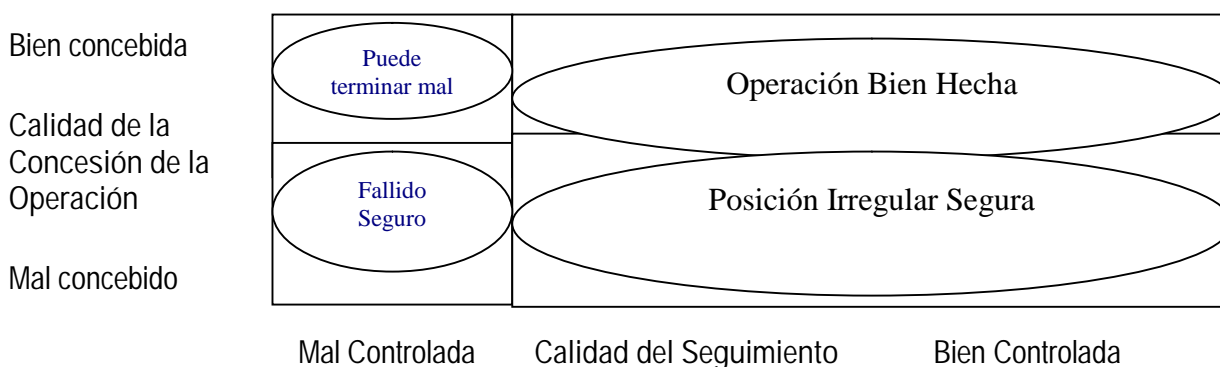 Bien concebida
Puede
terminar mal
Operación Bien Hecha
Calidad de la
Concesión de la
Operación
Fallido
Seguro
Posición Irregular Segura
Mal concebido
Mal Controlada
Calidad del Seguimiento
Bien Controlada